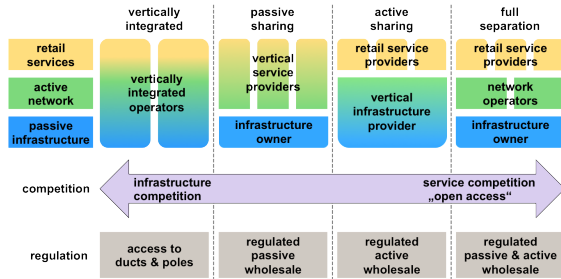 vertically
integrated
passive
sharing
active
sharing
full
separation
retail
services
active
network
passive
infrastructure
vertically
integrated
operators
vertical
service
providers
infrastructure
owner
retail service
providers
vertical
infrastructure
provider
retail service
providers
network
operators
infrastructure
owner
competition
infrastructure
competition
service competition
„open access“
regulation
access to
ducts & poles
regulated
passive
wholesale
regulated
active
wholesale
regulated
passive & active
wholesale